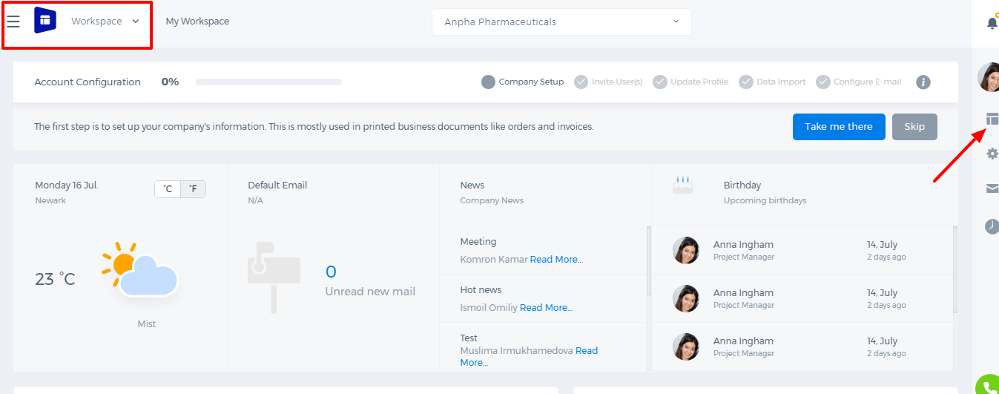 Workspace
My Workspace
Anpha Pharmaceuticals
Account Configuration
0%
Company Setup
Invite User(s)
Update Profile
Data Import
Configure E-mail
i
The first step is to set up your company's information. This is mostly used in printed business documents like orders and invoices.
Take me there
Skip
Monday 16 Jul.
Newark
°C
°F
23 °C
Mist
Default Email
N/A
0
Unread new mail
News
Company News
Meeting
Komron Kamar Read More...
Hot news
Ismoil Omiliy Read More...
Test
Muslima Irmukhamedova Read
More...
Birthday
Upcoming birthdays
Anna Ingham
14, July
Project Manager
2 days ago
Anna Ingham
14, July
Project Manager
2 days ago
Anna Ingham
14, July
Project Manager
2 days ago